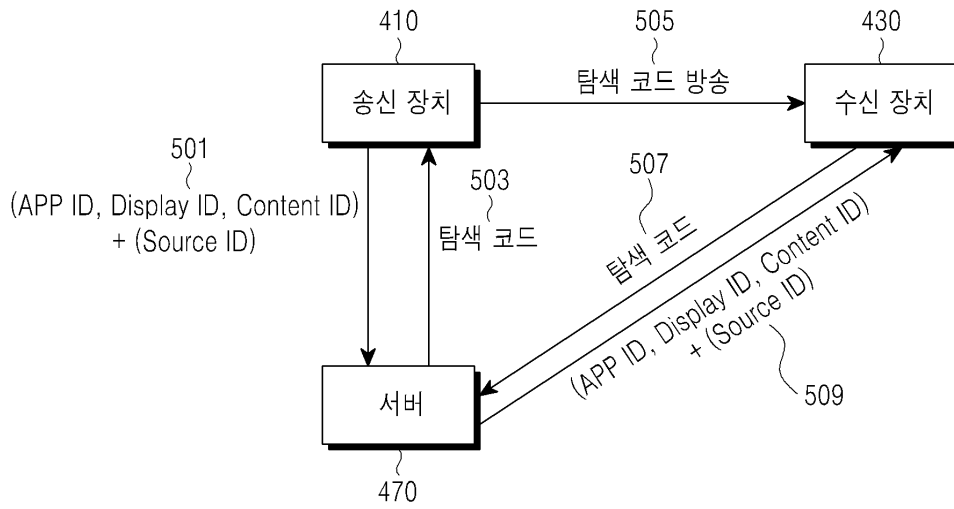 410
505
430
송신 장치
탐색 코드 방송
수신 장치
501
(APP ID, Display ID, Content ID)
+ (Source ID)
503
탐색 코드
507
탐색 코드
(APP ID, Display ID, Content ID)
+ (Source ID)
509
서버
470